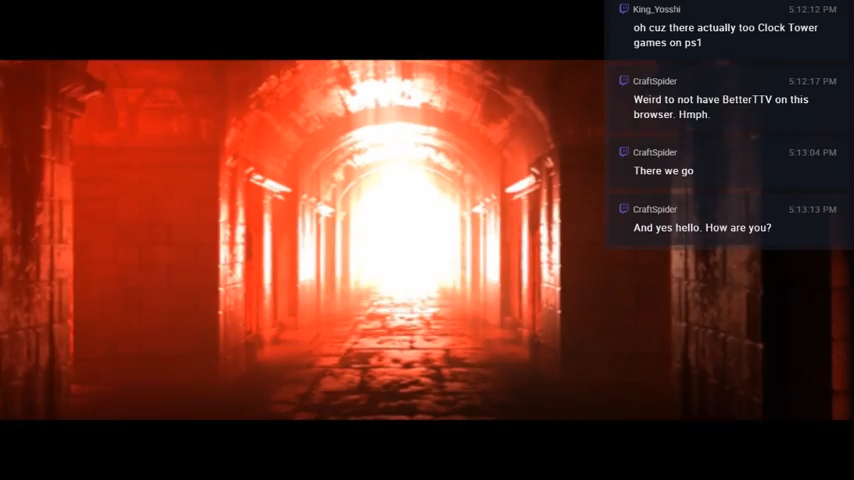 King_Yosshi 5:12:12 PM
oh cuz there actually too Clock Tower
games on ps1
CraftSpider 5:12:17 PM
Weird to not have BetterTTV on this
browser. Hmph.
CraftSpider 5:13:04 PM
There we go
CraftSpider 5:13:13 PM
And yes hello. How are you?